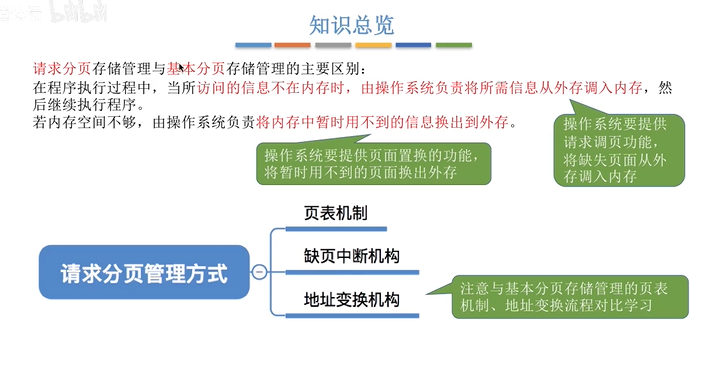 bilibili
知识总览
请求分页存储管理与基本分页存储管理的主要区别：
在程序执行过程中，当所访问的信息不在内存时，由操作系统负责将所需信息从外存调入内存，然
后继续执行程序。
若内存空间不够，由操作系统负责将内存中暂时用不到的信息换出到外存。
操作系统要提供
请求调页功能，
将缺失页面从外
存调入内存
操作系统要提供页面置换的功能，
将暂时用不到的页面换出外存
请求分页管理方式
页表机制
缺页中断机构
地址变换机构
注意与基本分页存储管理的页表
机制、地址变换流程对比学习